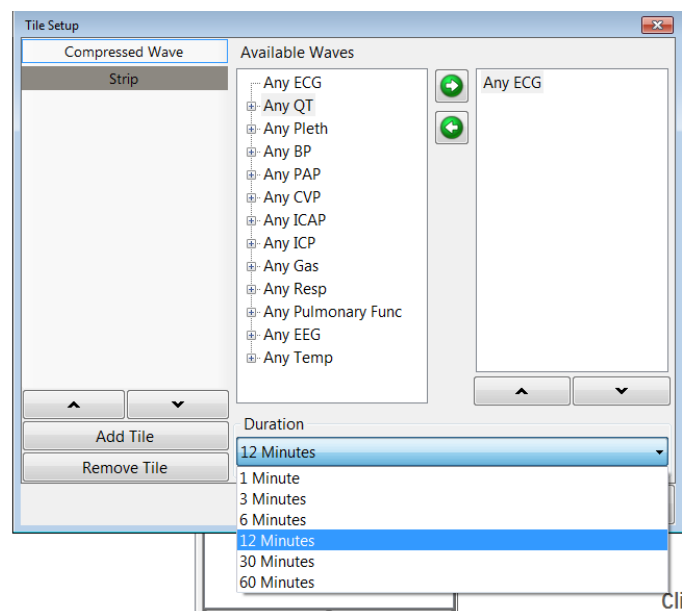 Tile Setup
Compressed Wave
Strip
Add Tile
Remove Tile
Available Waves
Any ECG
Any QT
Any Pleth
Any BP
Any PAP
Any CVP
Any ICAP
Any ICP
Any Gas
Any Resp
Any Pulmonary Func
Any EEG
Any Temp
Any ECG
Duration
12 Minutes
1 Minute
3 Minutes
6 Minutes
12 Minutes
30 Minutes
60 Minutes